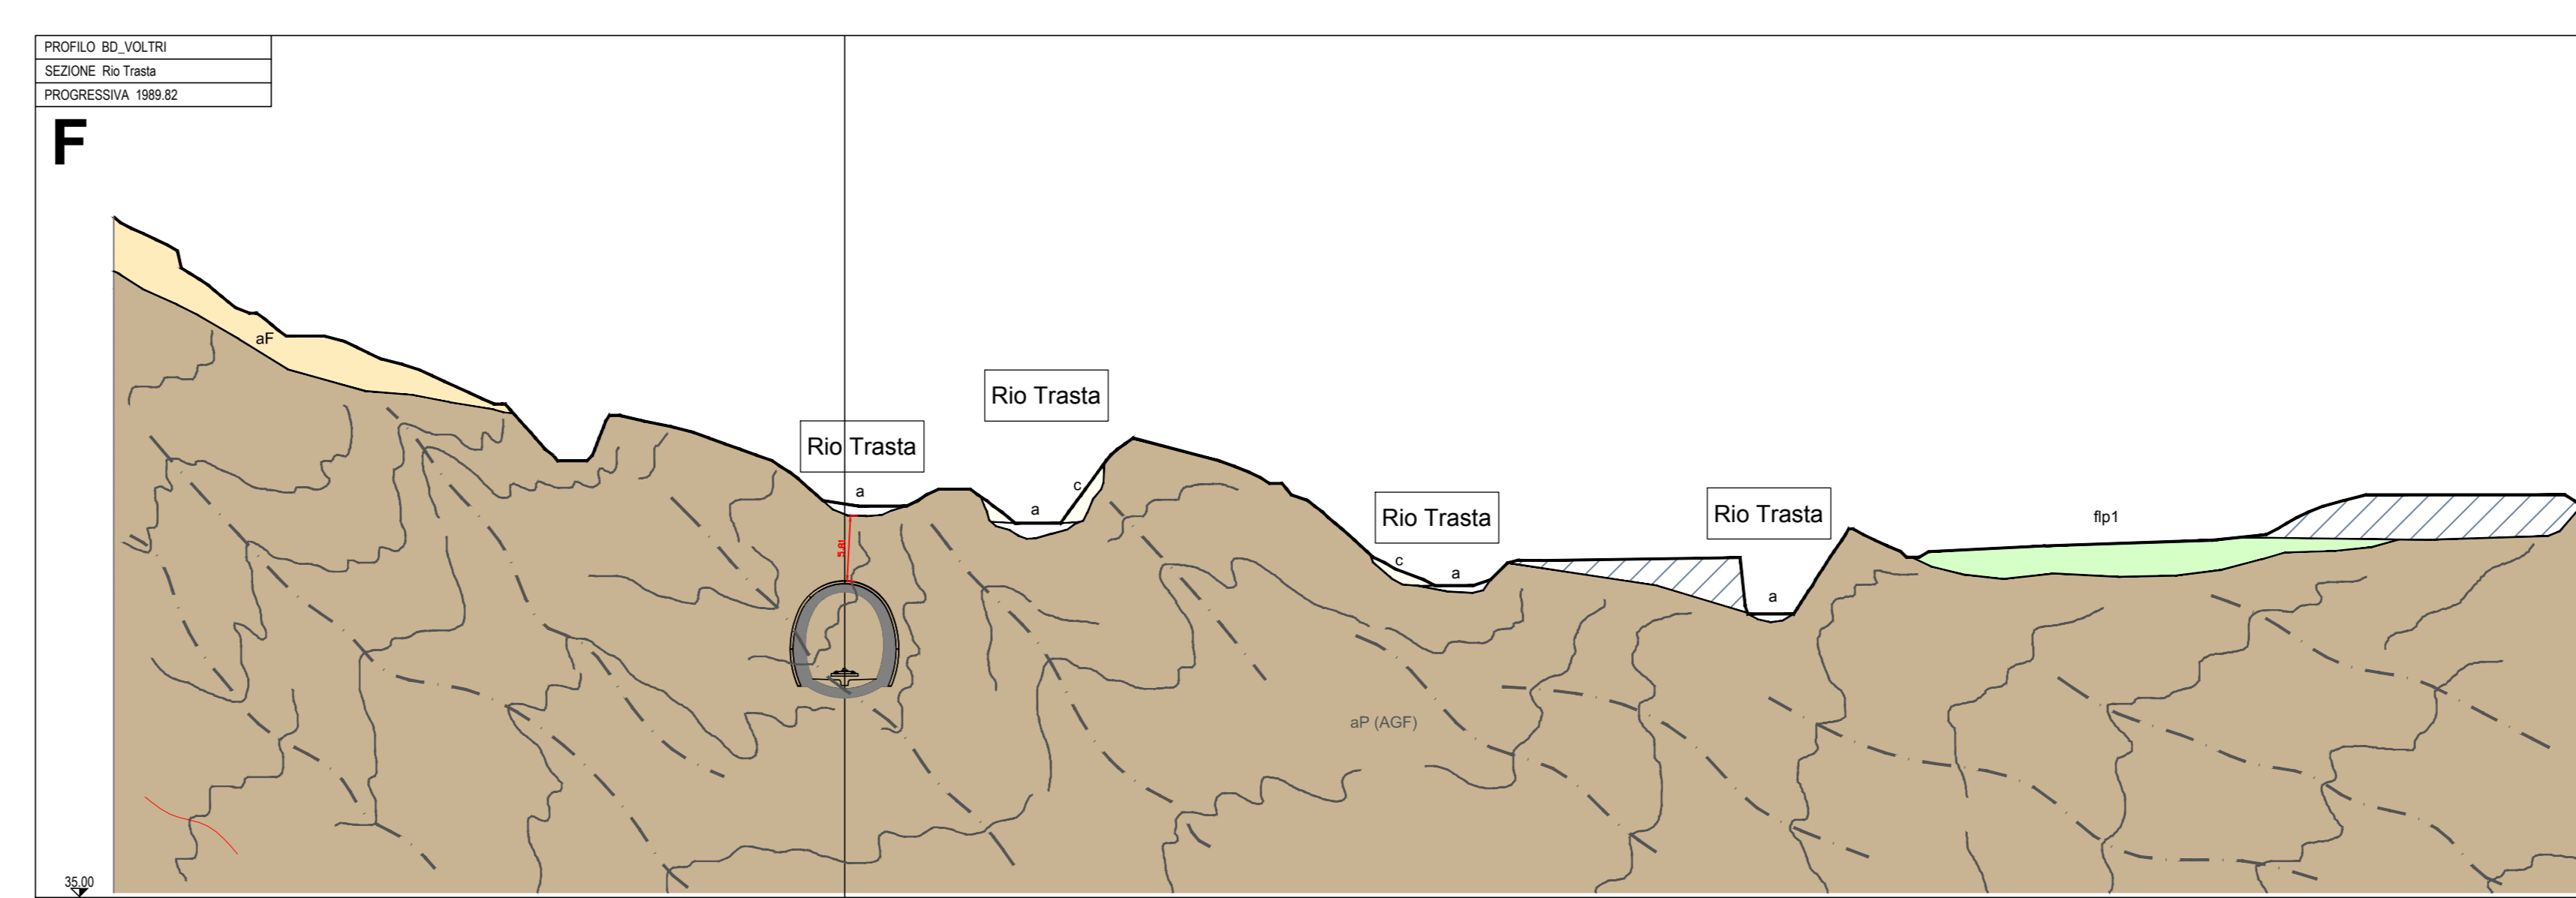 PROFILO BD_VOLTRI
SEZIONE Rio Trasta
PROGRESSIVA 1989.82
F
aF
Rio Trasta
a
Rio Trasta
c
a
Rio Trasta
c
a
Rio Trasta
a
flp1
aP (AGF)
35.00